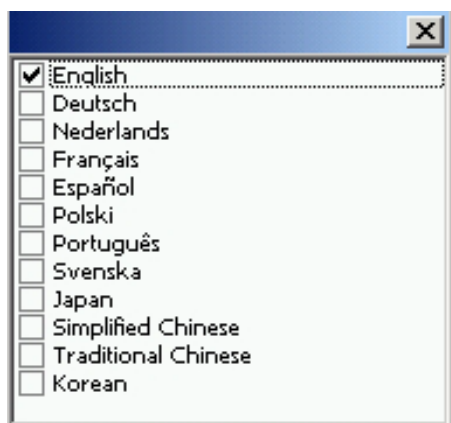 English
Deutsch
Nederlands
Français
Español
Polski
Português
Svenska
Japan
Simplified Chinese
Traditional Chinese
Korean